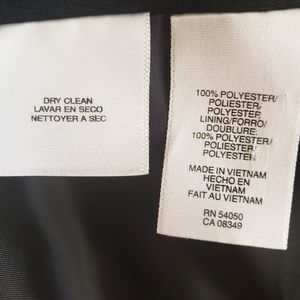 DRY CLEAN
LAVAR EN SECO
NETTOYER A SEC
100% POLYESTER/
POLIESTER/
POLYESTER
LINING/FORRO/
DOUBLURE:
100% POLYESTER/
POLIESTER/
POLYESTER
MADE IN VIETNAM
HECHO EN
VIETNAM
FAIT AU VIETNAM
RN 54050
CA 08349